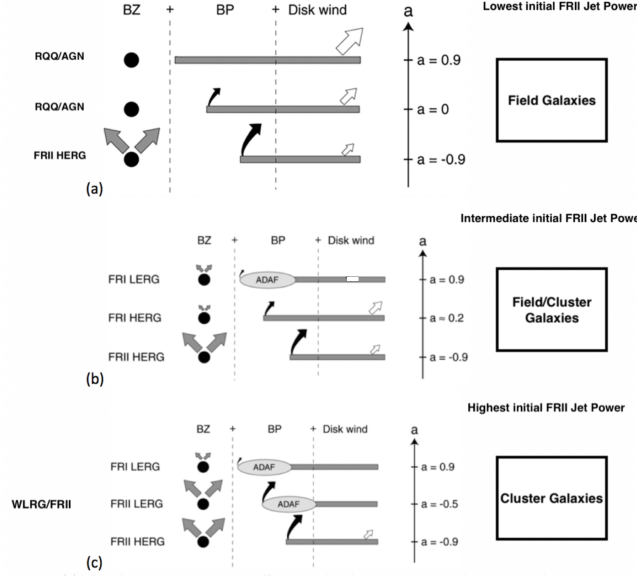 Lowest initial FRII Jet Power
BZ + BP + Disk wind a
RQQ/AGN a = 0.9
RQQ/AGN a = 0
FRII HERG a = -0.9
Field Galaxies
(a)
Intermediate initial FRII Jet Powe
BZ + BP + Disk wind a
FRI LERG ADAF a = 0.9
FRI HERG a = 0.2
FRII HERG a = -0.9
Field/Cluster
Galaxies
(b)
Highest initial FRII Jet Power
BZ + BP + Disk wind a
FRI LERG ADAF a = 0.9
WLRG/FRII FRII LERG ADAF a = -0.5
FRII HERG a = -0.9
Cluster Galaxies
(c)